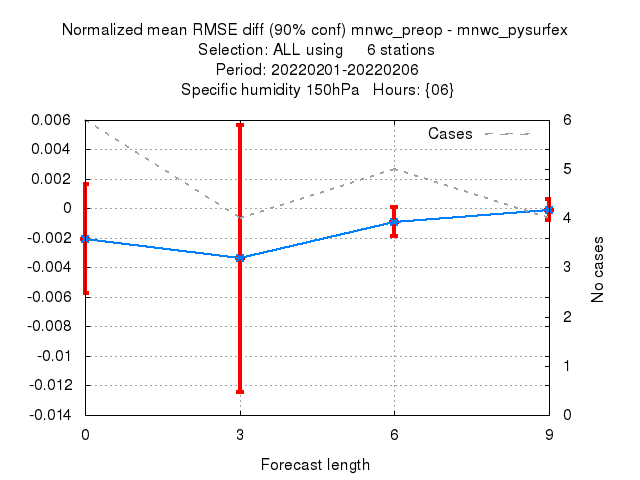 Normalized mean RMSE diff (90% conf) mnwc_preop - mnwc_pysurfex
Selection: ALL using 6 stations
Period: 20220201-20220206
Specific humidity 150hPa Hours: {06}
Cases
0.006
0.004
0.002
0
-0.002
-0.004
-0.006
-0.008
-0.01
-0.012
-0.014
6
5
4
3
2
1
0
No cases
0 3 6 9
Forecast length